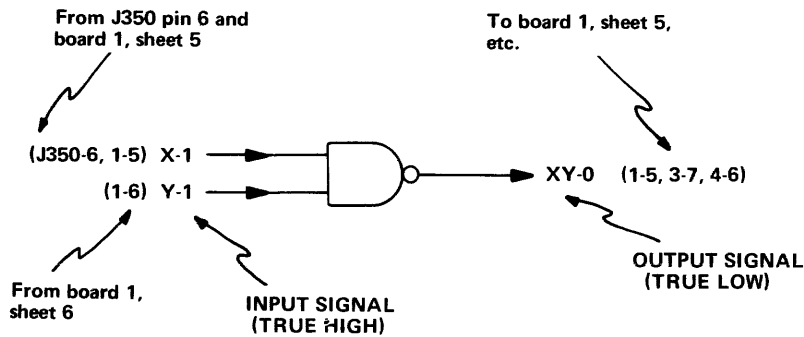 From J350 pin 6 and
board 1, sheet 5
To board 1, sheet 5,
etc.
(J350-6, 1-5) X-1
(1-6) Y-1
XY-0 (1-5, 3-7, 4-6)
From board 1,
sheet 6
INPUT SIGNAL
(TRUE HIGH)
OUTPUT SIGNAL
(TRUE LOW)